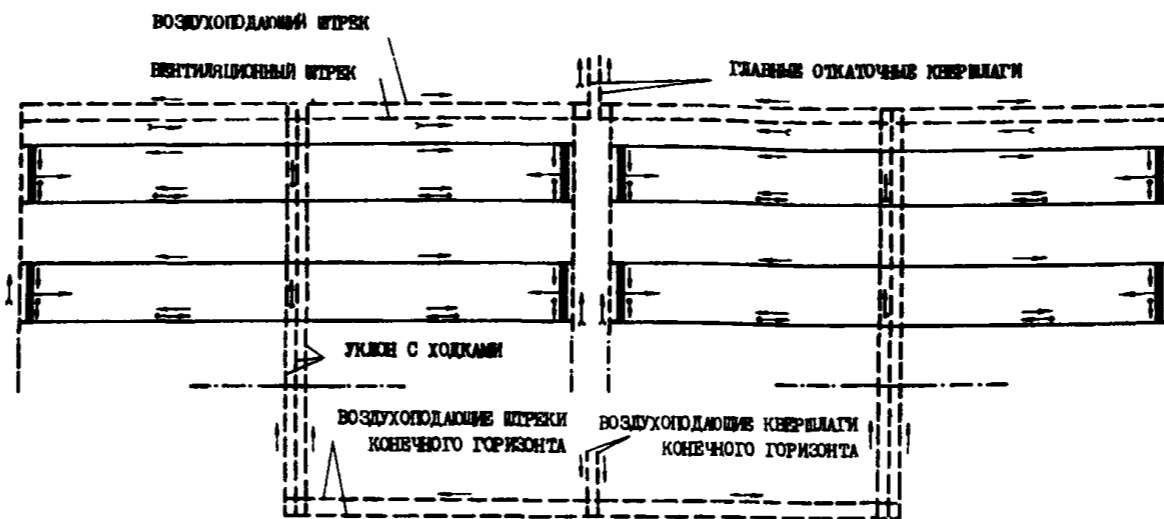 ВОЗДУХОПОДАЮЩИЙ ШТРЕК
ВЕНТИЛЯЦИОННЫЙ ШТРЕК
ГЛАВНЫЕ ОТКАТОЧНЫЕ КВЕРШЛАГИ
УКЛОН С ХОДКАМИ
ВОЗДУХОПОДАЮЩИЕ ШТРЕКИ
КОНЕЧНОГО ГОРИЗОНТА
ВОЗДУХОПОДАЮЩИЕ КВЕРШЛАГИ
КОНЕЧНОГО ГОРИЗОНТА